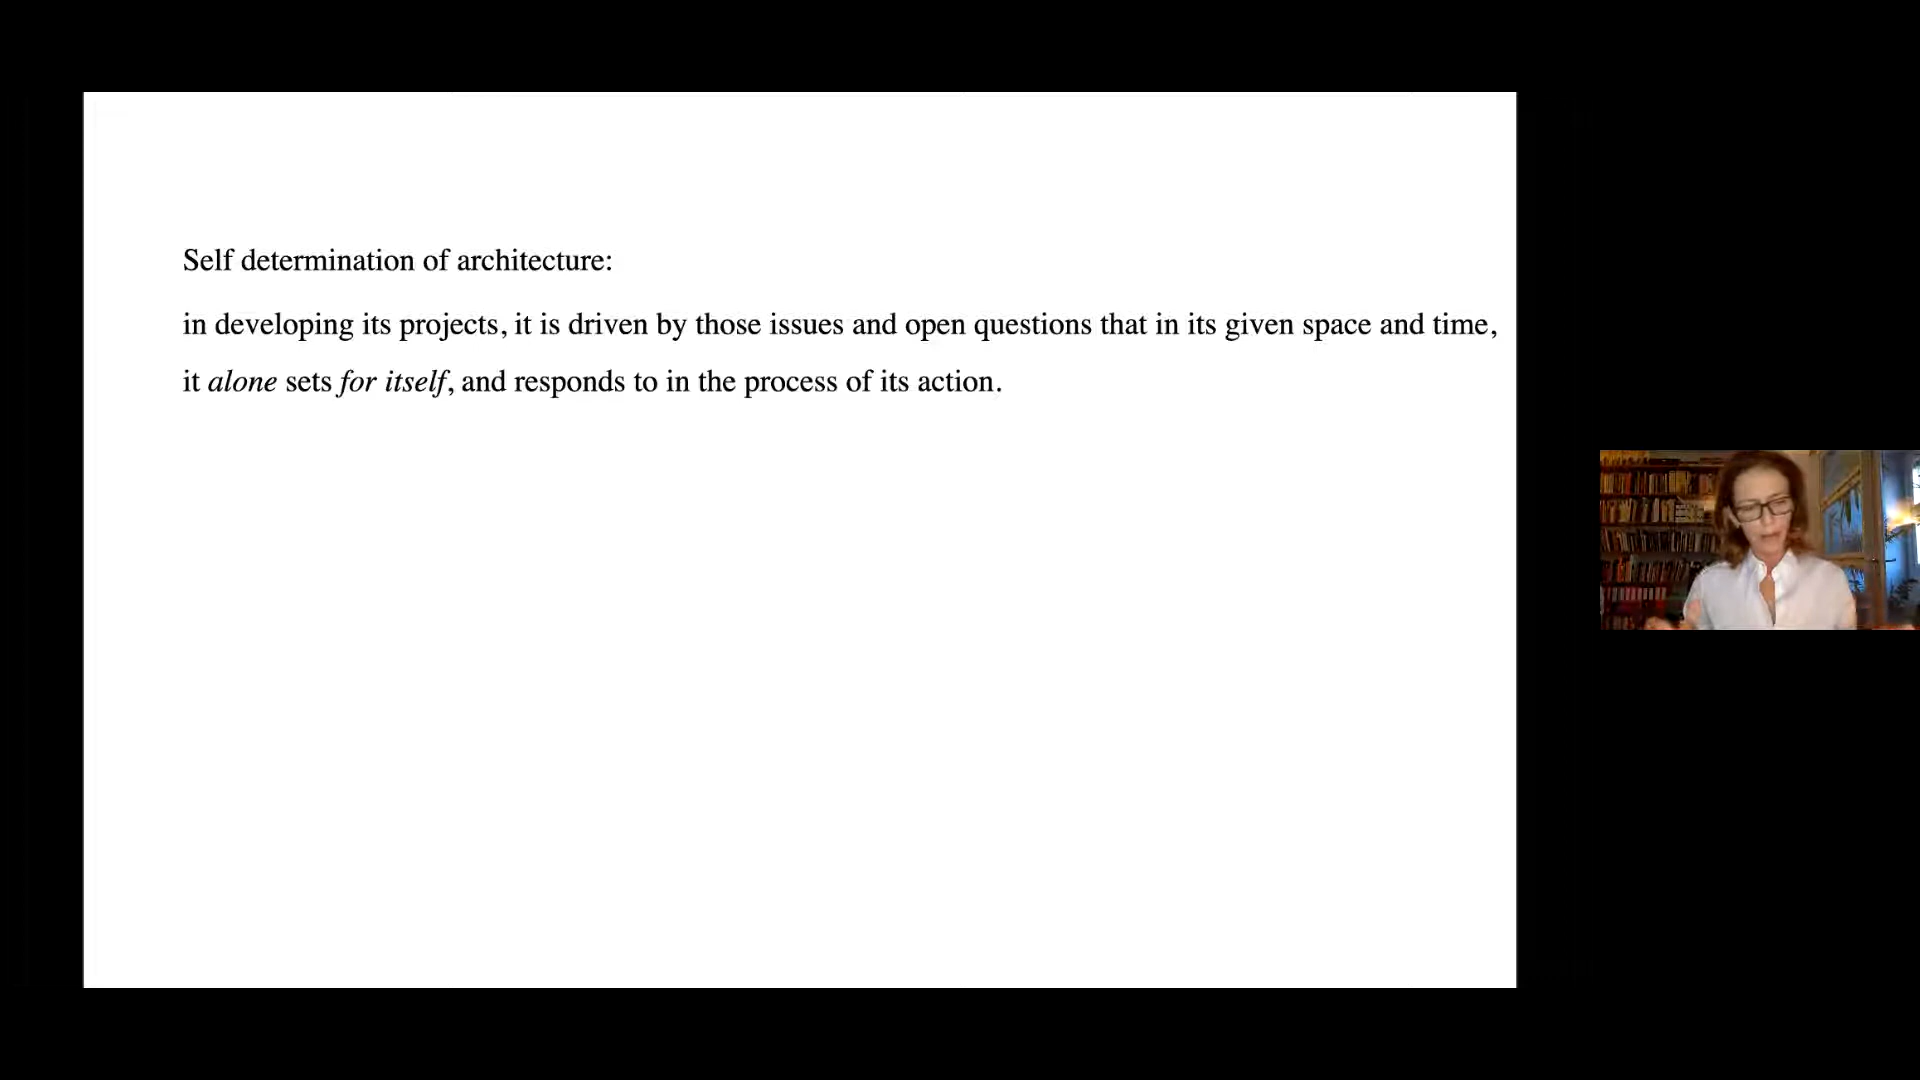 Self determination of architecture:
in developing its projects, it is driven by those issues and open questions that in its given space and time,
it alone sets for itself, and responds to in the process of its action.